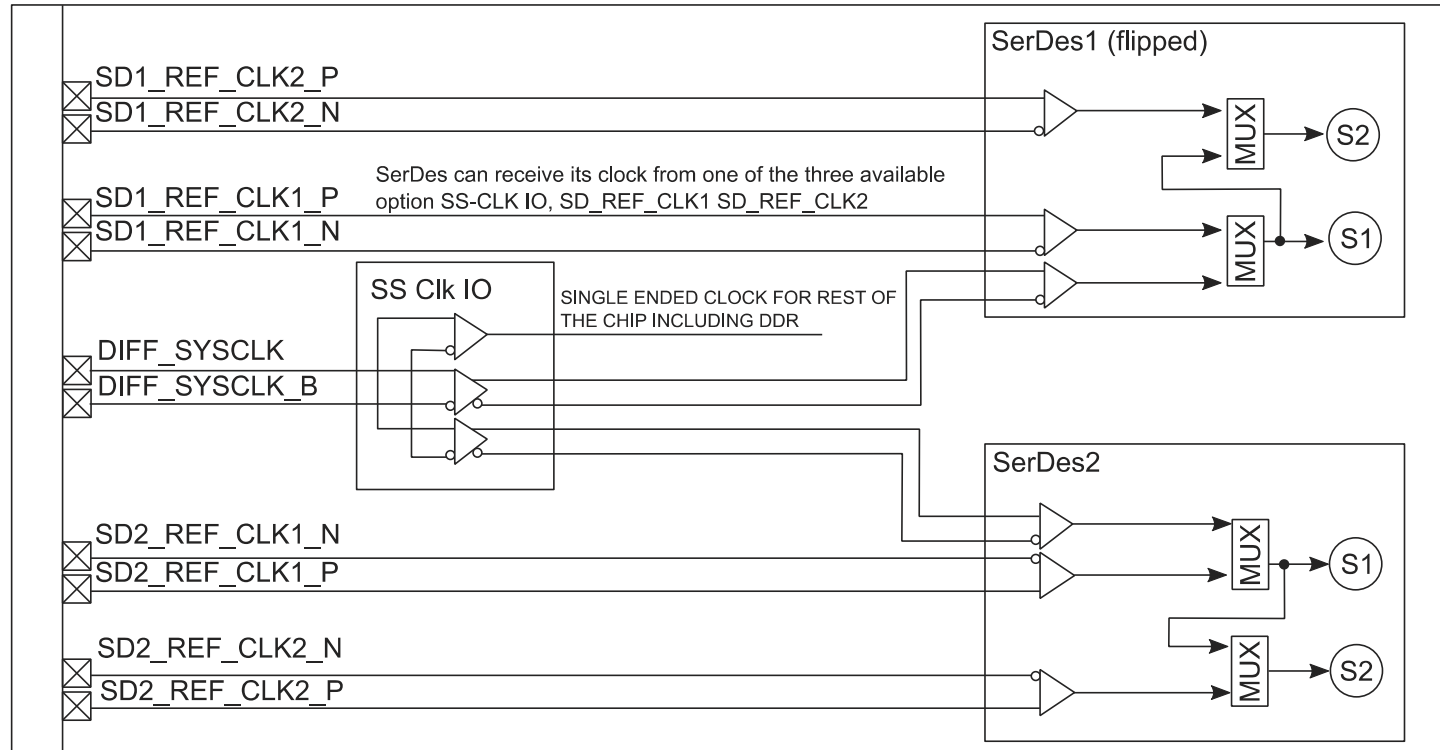 SerDes1 (flipped)
SD1_REF_CLK2_P
SD1_REF_CLK2_N
MUX
S2
SerDes can receive its clock from one of the three available
option SS-CLK IO, SD_REF_CLK1 SD_REF_CLK2
SD1_REF_CLK1_P
SD1_REF_CLK1_N
MUX
S1
SS Clk IO
SINGLE ENDED CLOCK FOR REST OF
THE CHIP INCLUDING DDR
DIFF_SYSCLK
DIFF_SYSCLK_B
SerDes2
SD2_REF_CLK1_N
SD2_REF_CLK1_P
MUX
S1
SD2_REF_CLK2_N
SD2_REF_CLK2_P
MUX
S2